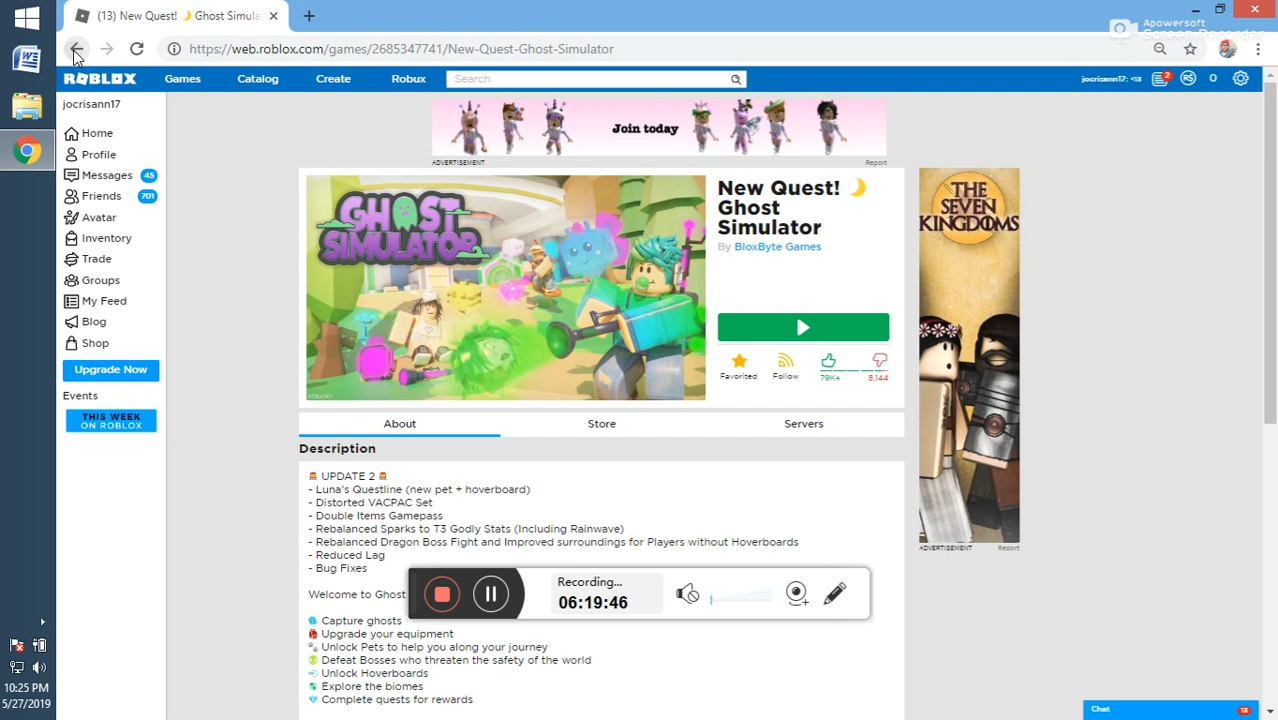 (13) New Quest! 🌙 Ghost Simula
Apowersoft
Screen Recorder
https://web.roblox.com/games/2685347741/New-Quest-Ghost-Simulator
ROBLOX
Games
Catalog
Create
Robux
Search
jocrisann17: <13
2
R$
0
jocrisann17
Home
Profile
Messages 45
Friends 701
Avatar
Inventory
Trade
Groups
My Feed
Blog
Shop
Upgrade Now
Events
THIS WEEK
ON ROBLOX
Join today
ADVERTISEMENT
Report
GHOST
SIMULATOR
New Quest! 🌙
Ghost
Simulator
By BloxByte Games
Favorited
Follow
79K+
8,144
THE
SEVEN
KINGDOMS
ADVERTISEMENT
Report
About
Store
Servers
Description
UPDATE 2
- Luna's Questline (new pet + hoverboard)
- Distorted VACPAC Set
- Double Items Gamepass
- Rebalanced Sparks to T3 Godly Stats (Including Rainwave)
- Rebalanced Dragon Boss Fight and Improved surroundings for Players without Hoverboards
- Reduced Lag
- Bug Fixes
Welcome to Ghost
Capture ghosts
Upgrade your equipment
Unlock Pets to help you along your journey
Defeat Bosses who threaten the safety of the world
Unlock Hoverboards
Explore the biomes
Complete quests for rewards
Recording...
06:19:46
Chat
13
10:25 PM
5/27/2019